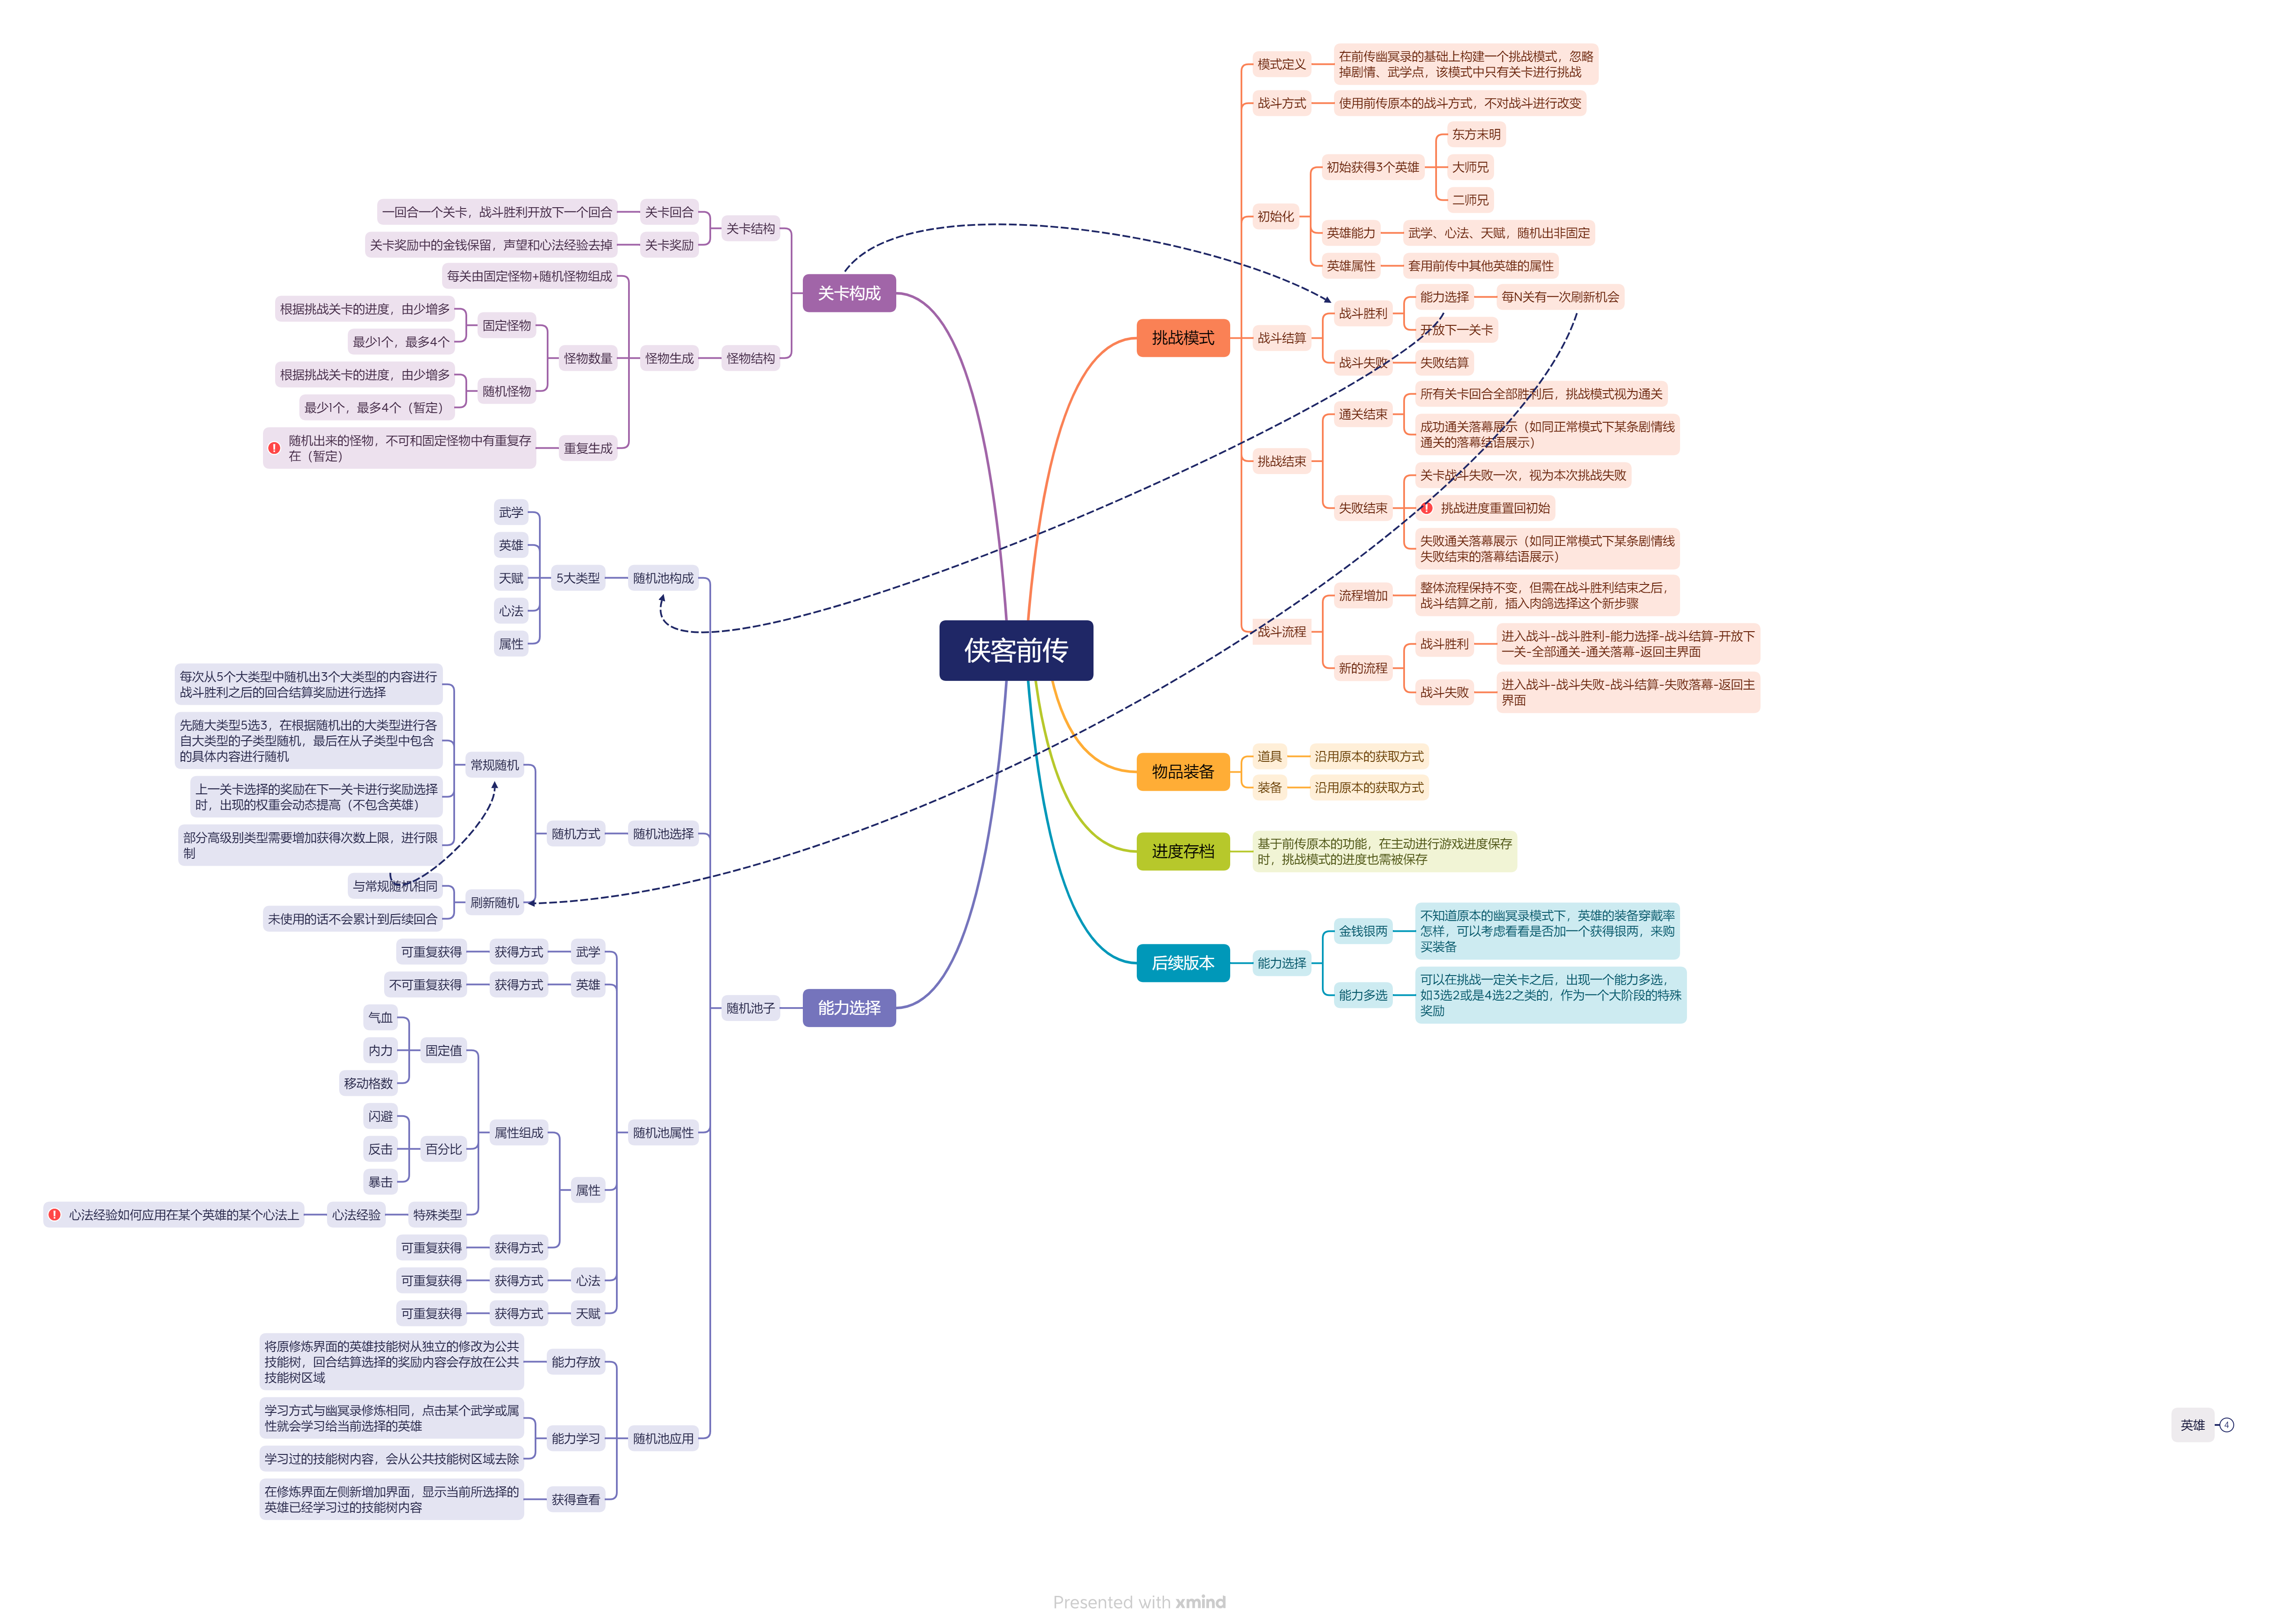 侠客前传
挑战模式
模式定义
在前传幽冥录的基础上构建一个挑战模式，忽略
掉剧情、武学点，该模式中只有关卡进行挑战
战斗方式
使用前传原本的战斗方式，不对战斗进行改变
初始化
初始获得3个英雄
东方末明
大师兄
二师兄
英雄能力
武学、心法、天赋，随机出非固定
英雄属性
套用前传中其他英雄的属性
战斗结算
战斗胜利
能力选择
每N关有一次刷新机会
开放下一关卡
战斗失败
失败结算
挑战结束
通关结束
所有关卡回合全部胜利后，挑战模式视为通关
成功通关落幕展示（如同正常模式下某条剧情线
通关的落幕结语展示）
失败结束
关卡战斗失败一次，视为本次挑战失败
挑战进度重置回初始
失败通关落幕展示（如同正常模式下某条剧情线
失败结束的落幕结语展示）
战斗流程
流程增加
整体流程保持不变，但需在战斗胜利结束之后，
战斗结算之前，插入肉鸽选择这个新步骤
新的流程
战斗胜利
进入战斗-战斗胜利-能力选择-战斗结算-开放下
一关-全部通关-通关落幕-返回主界面
战斗失败
进入战斗-战斗失败-战斗结算-失败落幕-返回主
界面
物品装备
道具
沿用原本的获取方式
装备
沿用原本的获取方式
进度存档
基于前传原本的功能，在主动进行游戏进度保存
时，挑战模式的进度也需被保存
后续版本
能力选择
金钱银两
不知道原本的幽冥录模式下，英雄的装备穿戴率
怎样，可以考虑看看是否加一个获得银两，来购
买装备
能力多选
可以在挑战一定关卡之后，出现一个能力多选，
如3选2或是4选2之类的，作为一个大阶段的特殊
奖励
关卡构成
关卡结构
关卡回合
一回合一个关卡，战斗胜利开放下一个回合
关卡奖励
关卡奖励中的金钱保留，声望和心法经验去掉
怪物结构
怪物生成
每关由固定怪物+随机怪物组成
怪物数量
固定怪物
根据挑战关卡的进度，由少增多
最少1个，最多4个
随机怪物
根据挑战关卡的进度，由少增多
最少1个，最多4个（暂定）
重复生成
随机出来的怪物，不可和固定怪物中有重复存
在（暂定）
能力选择
随机池子
随机池构成
5大类型
武学
英雄
天赋
心法
属性
随机池选择
随机方式
常规随机
每次从5个大类型中随机出3个大类型的内容进行
战斗胜利之后的回合结算奖励进行选择
先随大类型5选3，在根据随机出的大类型进行各
自大类型的子类型随机，最后在从子类型中包含
的具体内容进行随机
上一关卡选择的奖励在下一关卡进行奖励选择
时，出现的权重会动态提高（不包含英雄）
部分高级别类型需要增加获得次数上限，进行限
制
刷新随机
与常规随机相同
未使用的话不会累计到后续回合
随机池属性
武学
获得方式
可重复获得
英雄
获得方式
不可重复获得
属性
属性组成
固定值
气血
内力
移动格数
百分比
闪避
反击
暴击
特殊类型
心法经验
心法经验如何应用在某个英雄的某个心法上
获得方式
可重复获得
心法
获得方式
可重复获得
天赋
获得方式
可重复获得
随机池应用
能力存放
将原修炼界面的英雄技能树从独立的修改为公共
技能树，回合结算选择的奖励内容会存放在公共
技能树区域
能力学习
学习方式与幽冥录修炼相同，点击某个武学或属
性就会学习给当前选择的英雄
学习过的技能树内容，会从公共技能树区域去除
获得查看
在修炼界面左侧新增加界面，显示当前所选择的
英雄已经学习过的技能树内容
英雄
4
Presented with xmind